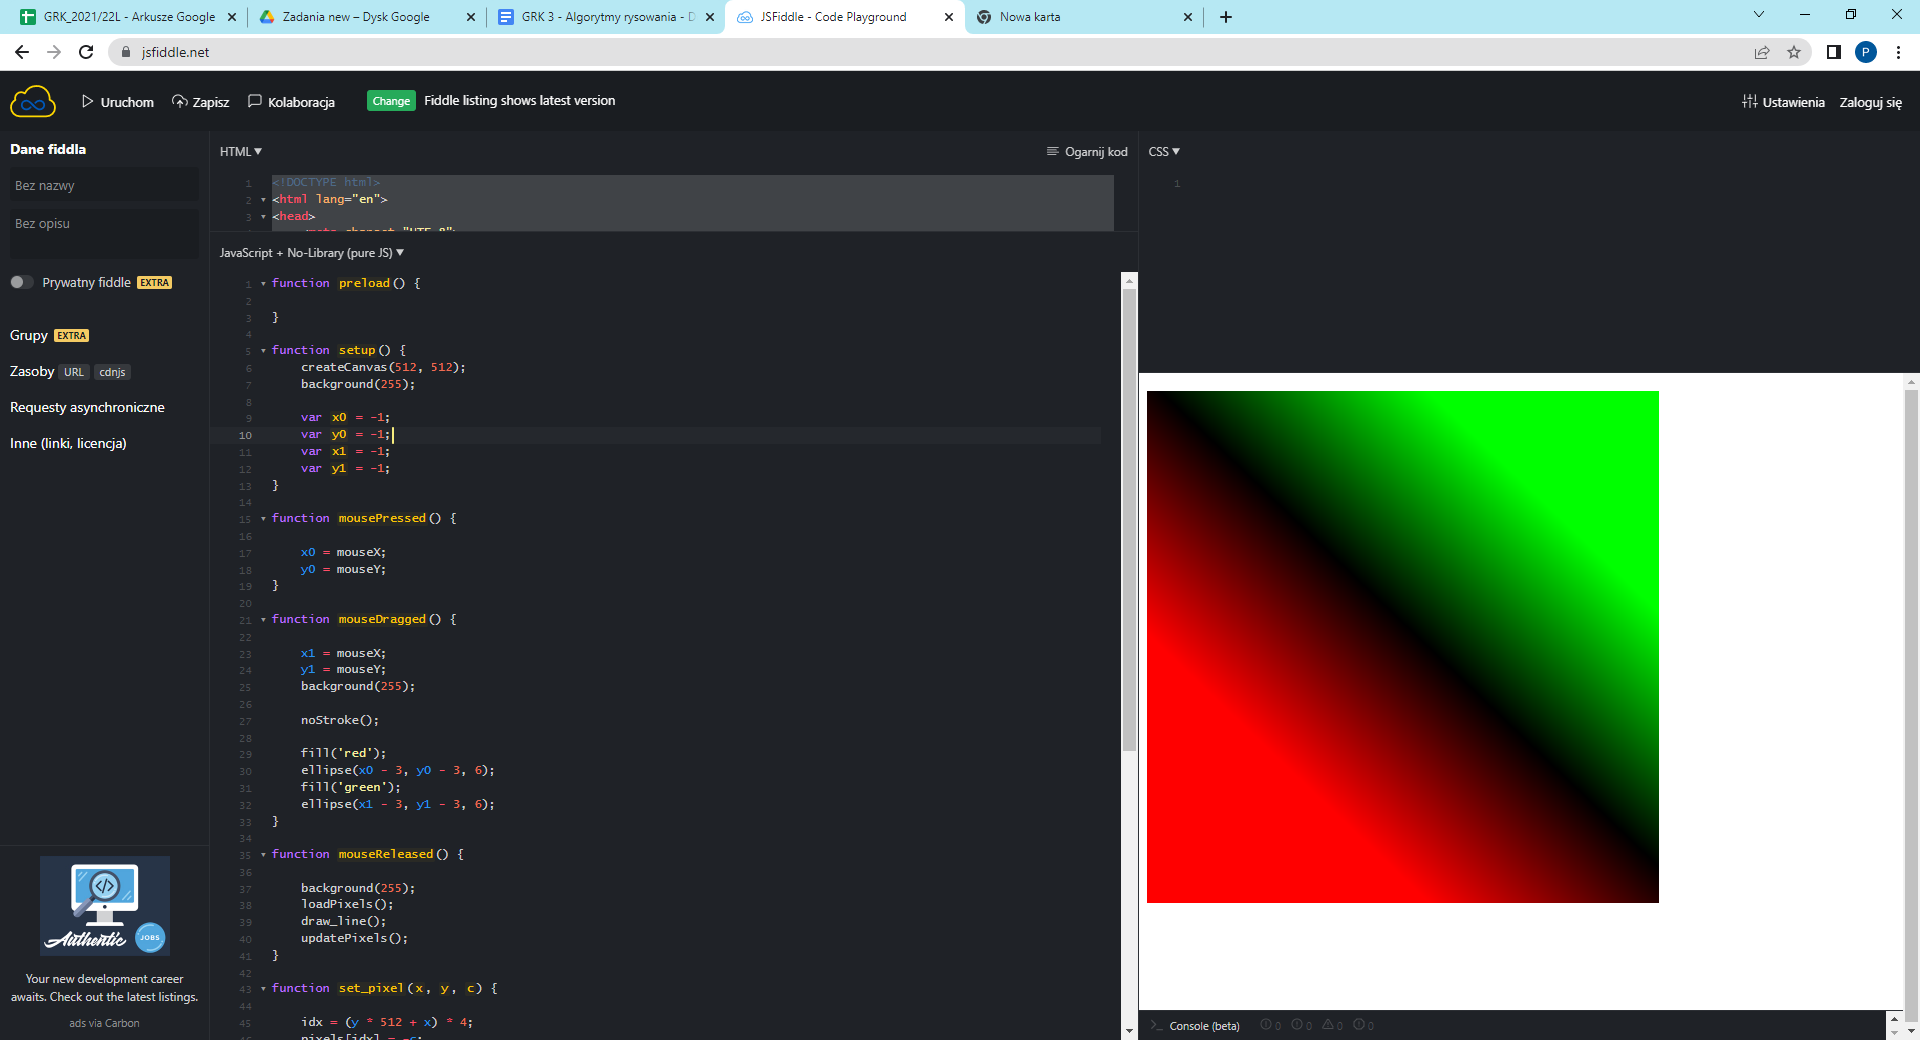 GRK_2021/22L - Arkusze Google
Zadania new – Dysk Google
GRK 3 - Algorytmy rysowania - D
JSFiddle - Code Playground
Nowa karta
jsfiddle.net
P
Uruchom
Zapisz
Kolaboracja
Change
Fiddle listing shows latest version
Ustawienia
Zaloguj się
Dane fiddla
Bez nazwy
Bez opisu
Prywatny fiddle EXTRA
Grupy EXTRA
Zasoby URL cdnjs
Requesty asynchroniczne
Inne (linki, licencja)
JOBS
Authentic
Your new development career
awaits. Check out the latest listings.
ads via Carbon
HTML ▼
Ogarnij kod
1 <!DOCTYPE html>
2 <html lang="en">
3 <head>
JavaScript + No-Library (pure JS) ▼
1 function preload() {
2
3 }
4
5 function setup() {
6 createCanvas(512, 512);
7 background(255);
8
9 var x0 = -1;
10 var y0 = -1;
11 var x1 = -1;
12 var y1 = -1;
13 }
14
15 function mousePressed() {
16
17 x0 = mouseX;
18 y0 = mouseY;
19 }
20
21 function mouseDragged() {
22
23 x1 = mouseX;
24 y1 = mouseY;
25 background(255);
26
27 noStroke();
28
29 fill('red');
30 ellipse(x0 - 3, y0 - 3, 6);
31 fill('green');
32 ellipse(x1 - 3, y1 - 3, 6);
33 }
34
35 function mouseReleased() {
36
37 background(255);
38 loadPixels();
39 draw_line();
40 updatePixels();
41 }
42
43 function set_pixel(x, y, c) {
44
45 idx = (y * 512 + x) * 4;
CSS ▼
1
>_ Console (beta)
0
0
0
0